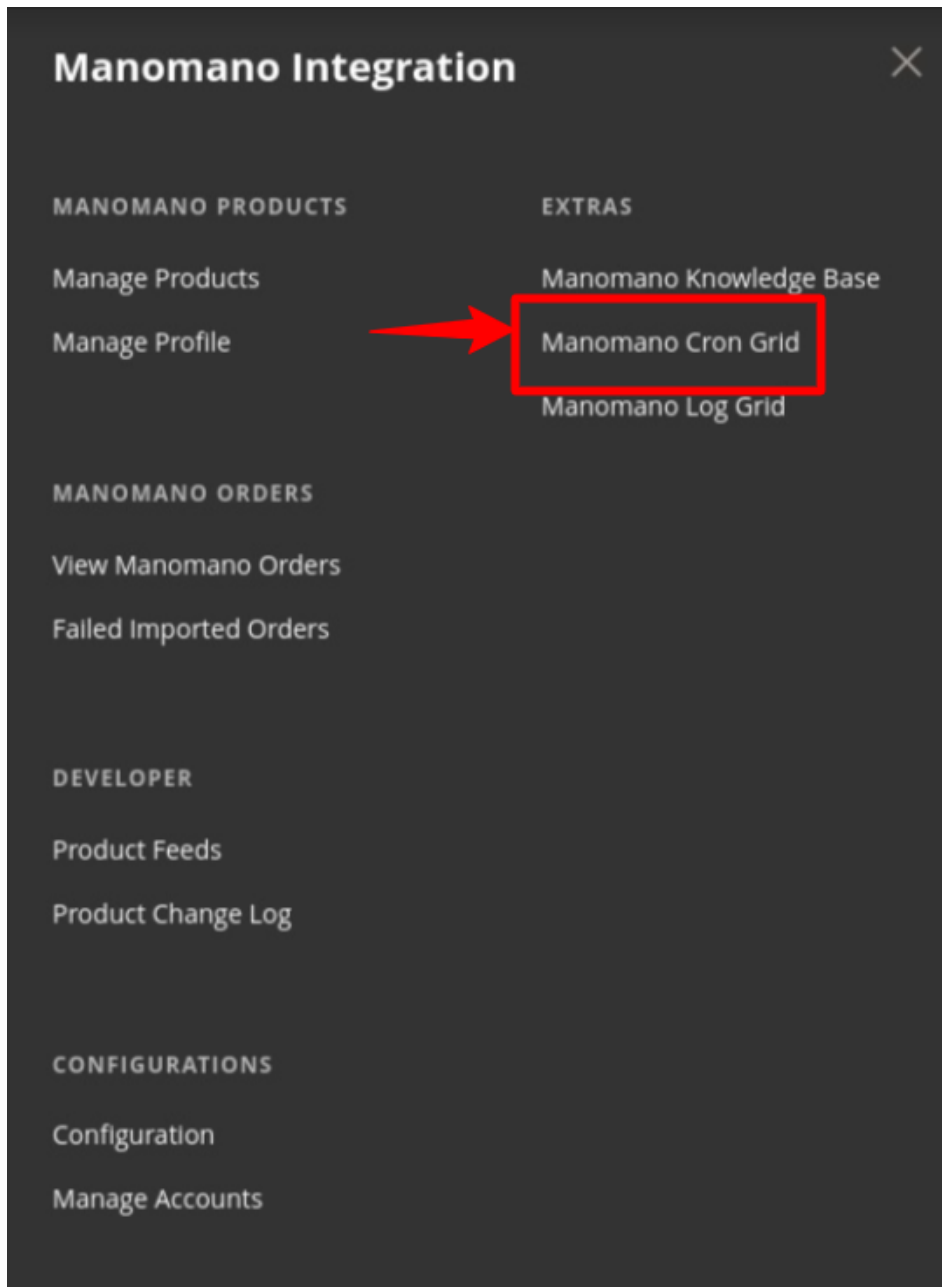 Manomano Integration
MANOMANO PRODUCTS
Manage Products
Manage Profile
EXTRAS
Manomano Knowledge Base
Manomano Cron Grid
Manomano Log Grid
MANOMANO ORDERS
View Manomano Orders
Failed Imported Orders
DEVELOPER
Product Feeds
Product Change Log
CONFIGURATIONS
Configuration
Manage Accounts